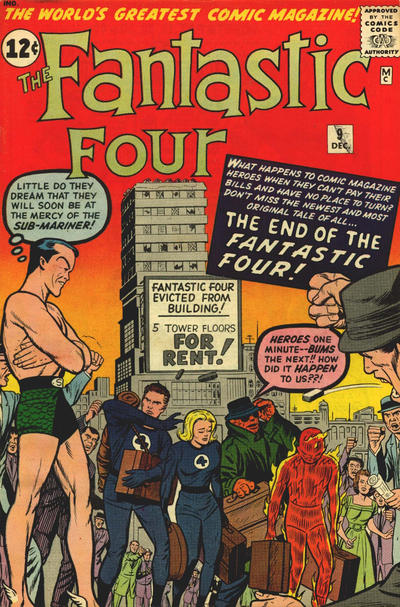 IND.
THE WORLD'S GREATEST COMIC MAGAZINE!
APPROVED
BY THE
COMICS
CODE
AUTHORITY
12¢
THE
Fantastic
Four
M
C
9
DEC.
LITTLE DO THEY
DREAM THAT THEY
WILL SOON BE AT
THE MERCY OF THE
SUB-MARINER!
WHAT HAPPENS TO COMIC MAGAZINE
HEROES WHEN THEY CAN'T PAY THEIR
BILLS AND HAVE NO PLACE TO TURN?
DON'T MISS THE NEWEST AND MOST
ORIGINAL TALE OF ALL...
THE END OF THE
FANTASTIC
FOUR!
FANTASTIC FOUR
EVICTED FROM
BUILDING!
5 TOWER FLOORS
FOR
RENT!
HEROES ONE
MINUTE--BUMS
THE NEXT!! HOW
DID IT HAPPEN
TO US??!
4
4